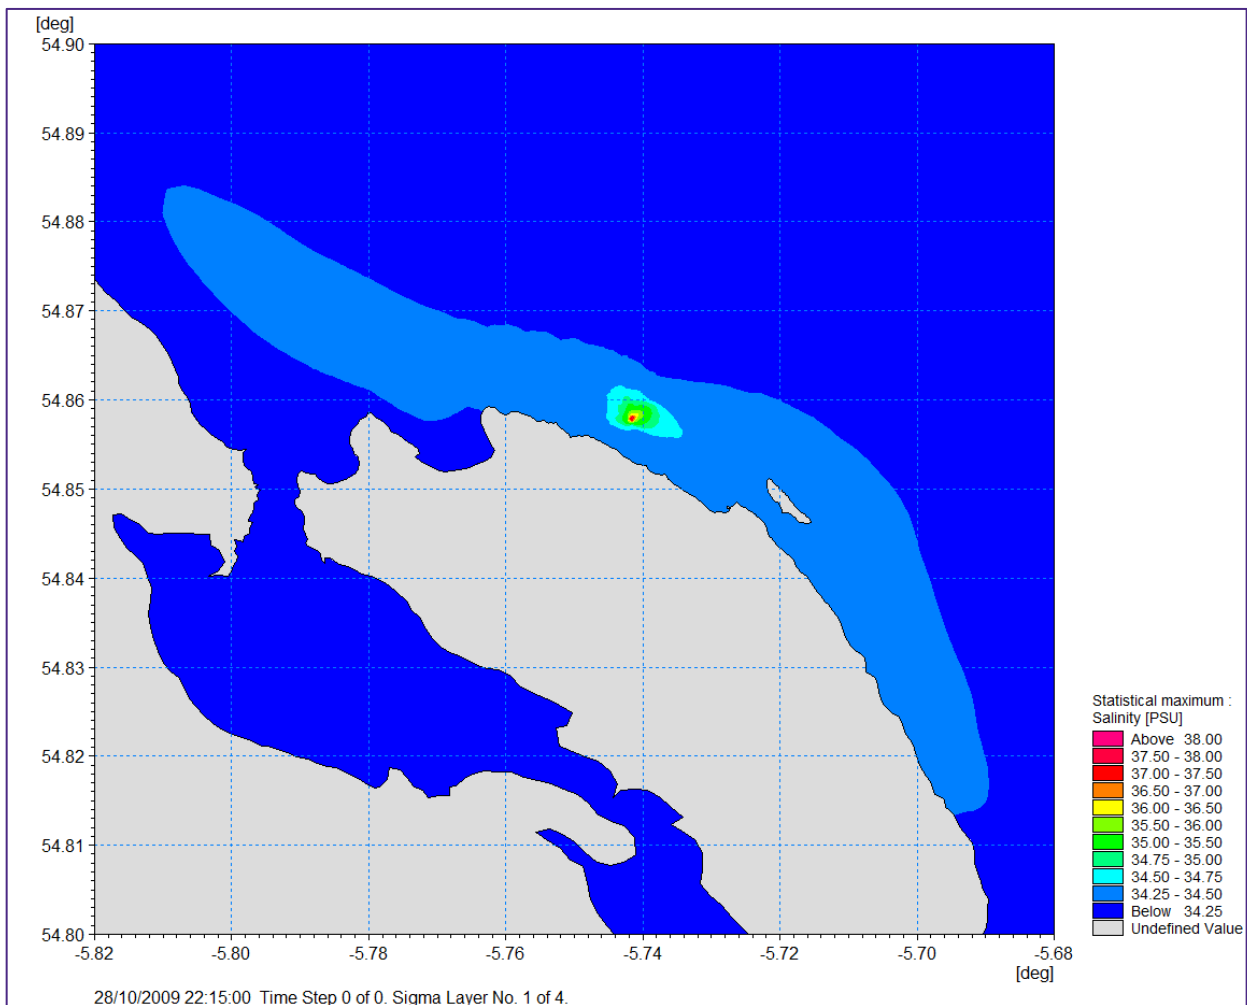 [deg]
54.90
54.89
54.88
54.87
54.86
54.85
54.84
54.83
54.82
54.81
54.80
-5.82 -5.80 -5.78 -5.76 -5.74 -5.72 -5.70 -5.68
[deg]
Statistical maximum :
Salinity [PSU]
Above 38.00
37.50 - 38.00
37.00 - 37.50
36.50 - 37.00
36.00 - 36.50
35.50 - 36.00
35.00 - 35.50
34.75 - 35.00
34.50 - 34.75
34.25 - 34.50
Below 34.25
Undefined Value
28/10/2009 22:15:00 Time Step 0 of 0. Sigma Layer No. 1 of 4.